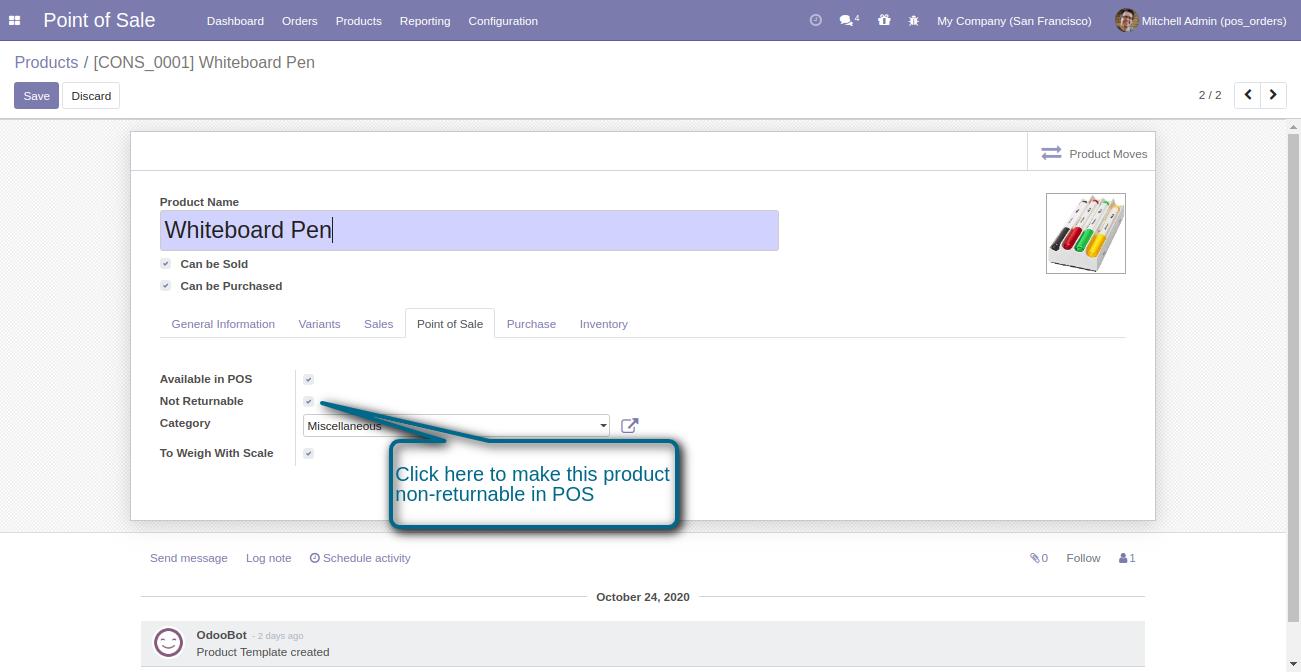 Point of Sale Dashboard Orders Products Reporting Configuration 4 My Company (San Francisco) Mitchell Admin (pos_orders)
Products / [CONS_0001] Whiteboard Pen
Save Discard 2 / 2
Product Moves
Product Name
Whiteboard Pen
Can be Sold
Can be Purchased
General Information Variants Sales Point of Sale Purchase Inventory
Available in POS
Not Returnable
Category Miscellaneous
To Weigh With Scale
Click here to make this product
non-returnable in POS
Send message Log note Schedule activity 0 Follow 1
October 24, 2020
OdooBot - 2 days ago
Product Template created